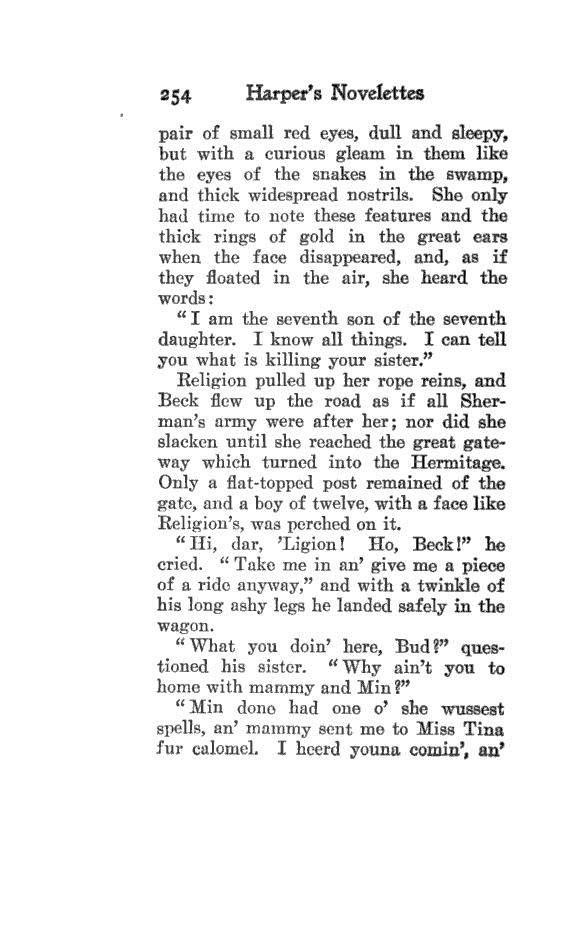 254 Harper's Novelettes
pair of small red eyes, dull and sleepy,
but with a curious gleam in them like
the eyes of the snakes in the swamp,
and thick widespread nostrils. She only
had time to note these features and the
thick rings of gold in the great ears
when the face disappeared, and, as if
they floated in the air, she heard the
words:
"I am the seventh son of the seventh
daughter. I know all things. I can tell
you what is killing your sister."
Religion pulled up her rope reins, and
Beck flew up the road as if all Sher-
man's army were after her; nor did she
slacken until she reached the great gate-
way which turned into the Hermitage.
Only a flat-topped post remained of the
gate, and a boy of twelve, with a face like
Religion's, was perched on it.
"Hi, dar, 'Ligion! Ho, Beck!" he
cried. "Take me in an' give me a piece
of a ride anyway," and with a twinkle of
his long ashy legs he landed safely in the
wagon.
"What you doin' here, Bud?" ques-
tioned his sister. "Why ain't you to
home with mammy and Min?"
"Min done had one o' she wussest
spells, an' mammy sent me to Miss Tina
fur calomel. I heerd youna comin', an'